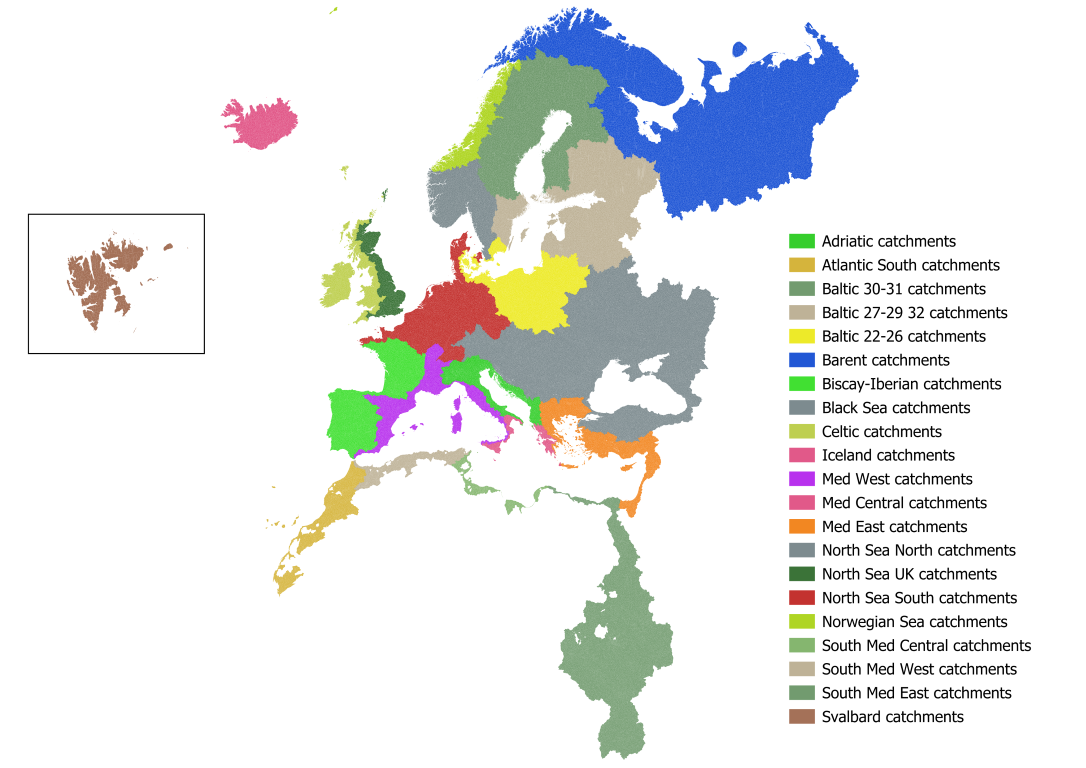 Adriatic catchments
Atlantic South catchments
Baltic 30-31 catchments
Baltic 27-29 32 catchments
Baltic 22-26 catchments
Barent catchments
Biscay-Iberian catchments
Black Sea catchments
Celtic catchments
Iceland catchments
Med West catchments
Med Central catchments
Med East catchments
North Sea North catchments
North Sea UK catchments
North Sea South catchments
Norwegian Sea catchments
South Med Central catchments
South Med West catchments
South Med East catchments
Svalbard catchments